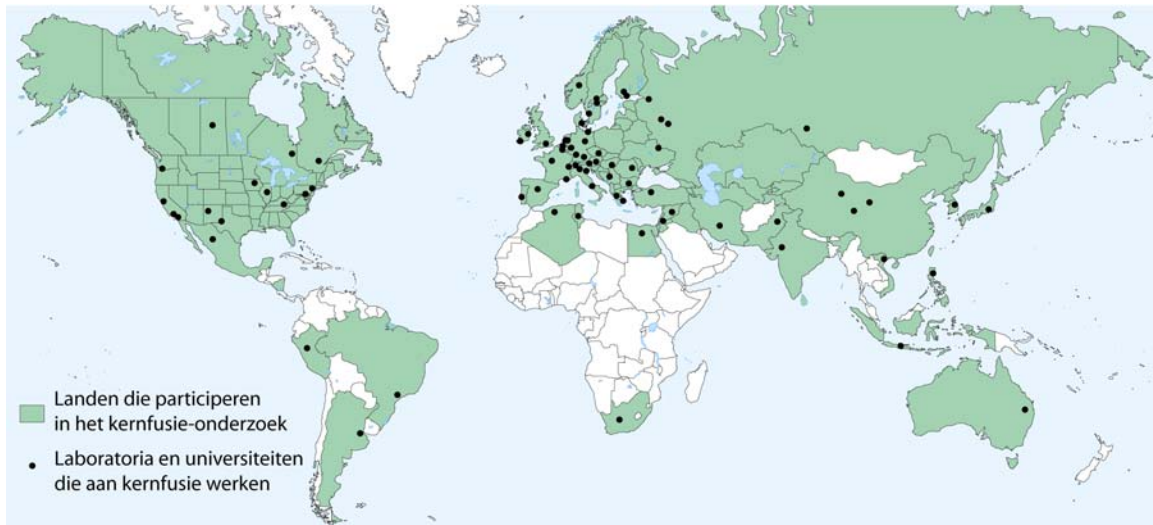 Landen die participeren
in het kernfusie-onderzoek
Laboratoria en universiteiten
die aan kernfusie werken